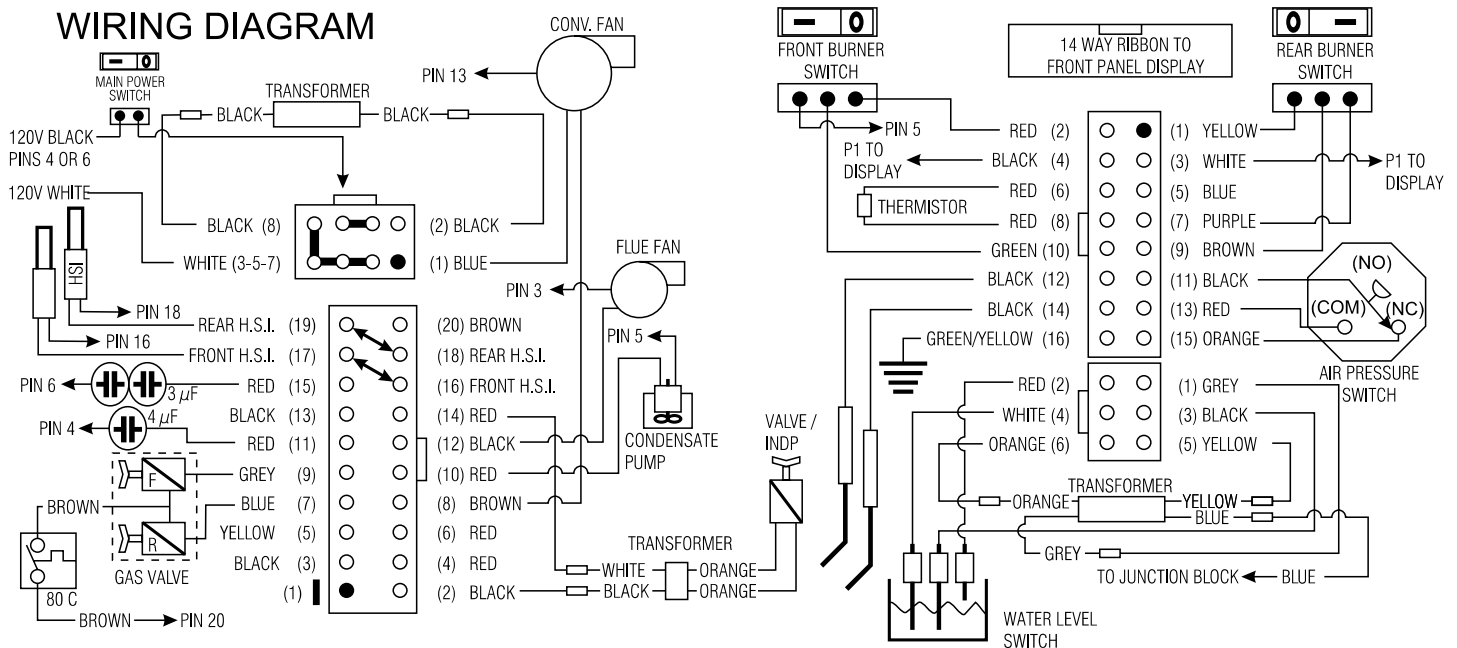 WIRING DIAGRAM
MAIN POWER
SWITCH
120V BLACK
PINS 4 OR 6
120V WHITE
TRANSFORMER
BLACK
BLACK
CONV. FAN
PIN 13
BLACK (8)
(2) BLACK
WHITE (3-5-7)
(1) BLUE
HSI
PIN 18
PIN 16
FLUE FAN
PIN 3
PIN 5
REAR H.S.I. (19)
(20) BROWN
FRONT H.S.I. (17)
(18) REAR H.S.I.
PIN 6
3 µF
RED (15)
(16) FRONT H.S.I.
BLACK (13)
(14) RED
PIN 4
4 µF
RED (11)
(12) BLACK
GREY (9)
(10) RED
BLUE (7)
(8) BROWN
YELLOW (5)
(6) RED
BLACK (3)
(4) RED
(1)
(2) BLACK
CONDENSATE
PUMP
F
R
GAS VALVE
BROWN
80 C
BROWN
PIN 20
TRANSFORMER
WHITE
ORANGE
BLACK
ORANGE
VALVE /
INDP
FRONT BURNER
SWITCH
14 WAY RIBBON TO
FRONT PANEL DISPLAY
REAR BURNER
SWITCH
PIN 5
P1 TO
DISPLAY
THERMISTOR
RED (2)
(1) YELLOW
BLACK (4)
(3) WHITE
P1 TO
DISPLAY
RED (6)
(5) BLUE
RED (8)
(7) PURPLE
GREEN (10)
(9) BROWN
BLACK (12)
(11) BLACK
BLACK (14)
(13) RED
GREEN/YELLOW (16)
(15) ORANGE
(NO)
(COM)
(NC)
AIR PRESSURE
SWITCH
RED (2)
(1) GREY
WHITE (4)
(3) BLACK
ORANGE (6)
(5) YELLOW
TRANSFORMER
ORANGE
YELLOW
BLUE
GREY
TO JUNCTION BLOCK
BLUE
WATER LEVEL
SWITCH